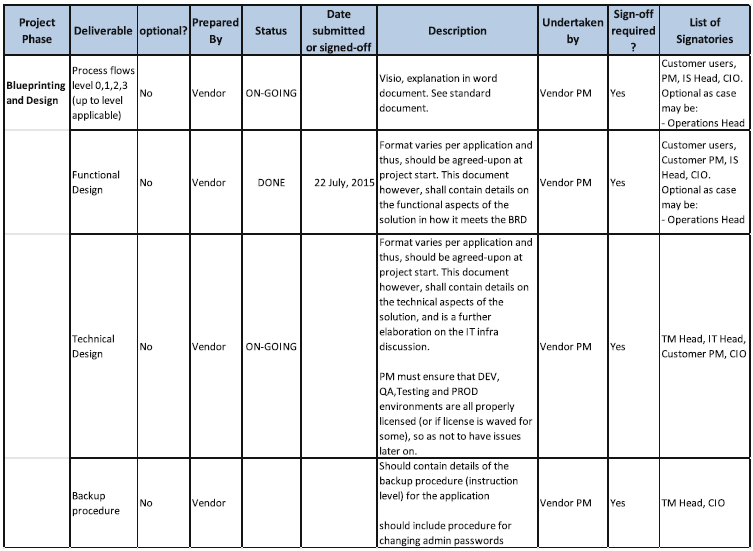 Project Phase
Deliverable
optional?
Prepared By
Status
Date submitted or signed-off
Description
Undertaken by
Sign-off required ?
List of Signatories
Blueprinting and Design
Process flows
level 0,1,2,3
(up to level
applicable)
No
Vendor
ON-GOING
Visio, explanation in word
document. See standard
document.
Vendor PM
Yes
Customer users,
PM, IS Head, CIO.
Optional as case
may be:
- Operations Head
Functional
Design
No
Vendor
DONE
22 July, 2015
Format varies per application and
thus, should be agreed-upon at
project start. This document
however, shall contain details on
the functional aspects of the
solution in how it meets the BRD
Vendor PM
Yes
Customer users,
Customer PM, IS
Head, CIO.
Optional as case
may be:
- Operations Head
Technical
Design
No
Vendor
ON-GOING
Format varies per application and
thus, should be agreed-upon at
project start. This document
however, shall contain details on
the technical aspects of the
solution, and is a further
elaboration on the IT infra
discussion.
PM must ensure that DEV,
QA,Testing and PROD
environments are all properly
licensed (or if license is waved for
some), so as not to have issues
later on.
Vendor PM
Yes
TM Head, IT Head,
Customer PM, CIO
Backup
procedure
No
Vendor
Should contain details of the
backup procedure (instruction
level) for the application
should include procedure for
changing admin passwords
Vendor PM
Yes
TM Head, CIO